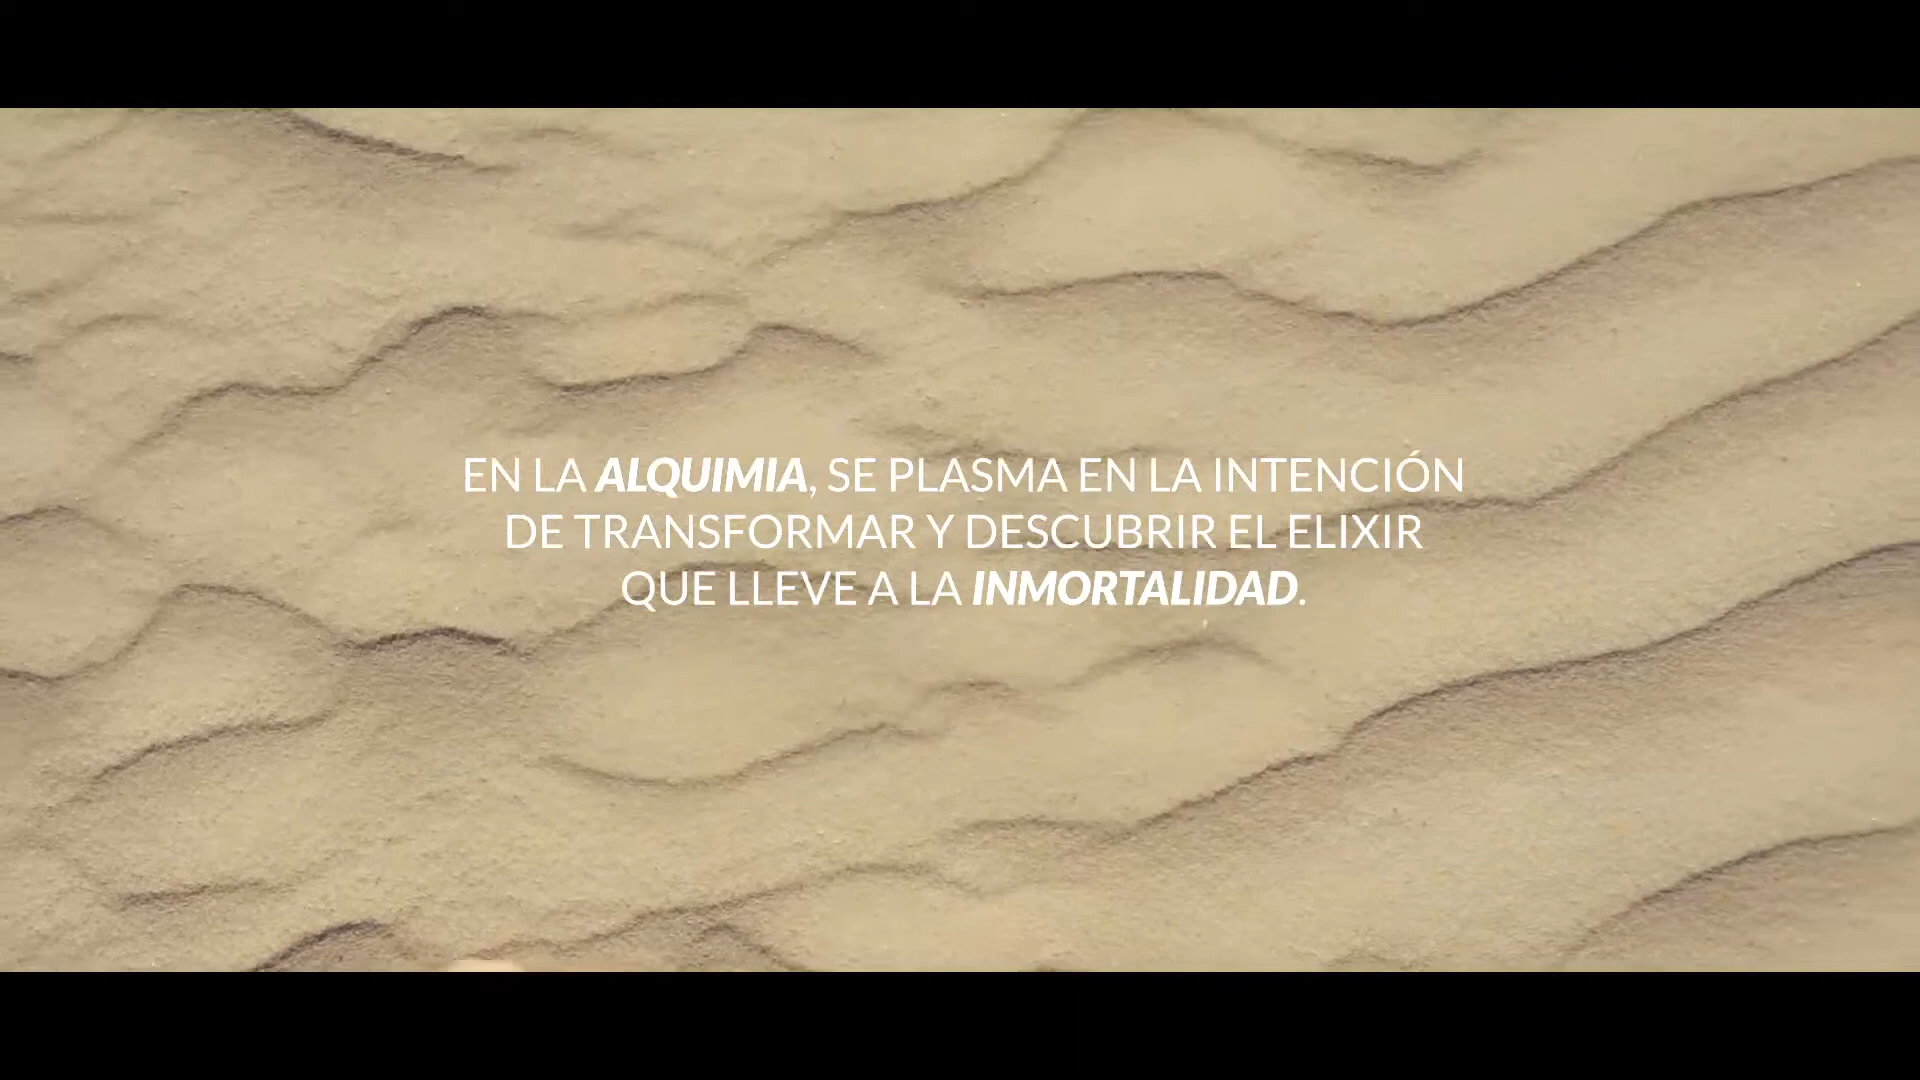 EN LA ALQUIMIA, SE PLASMA EN LA INTENCIÓN
DE TRANSFORMAR Y DESCUBRIR EL ELIXIR
QUE LLEVE A LA INMORTALIDAD.